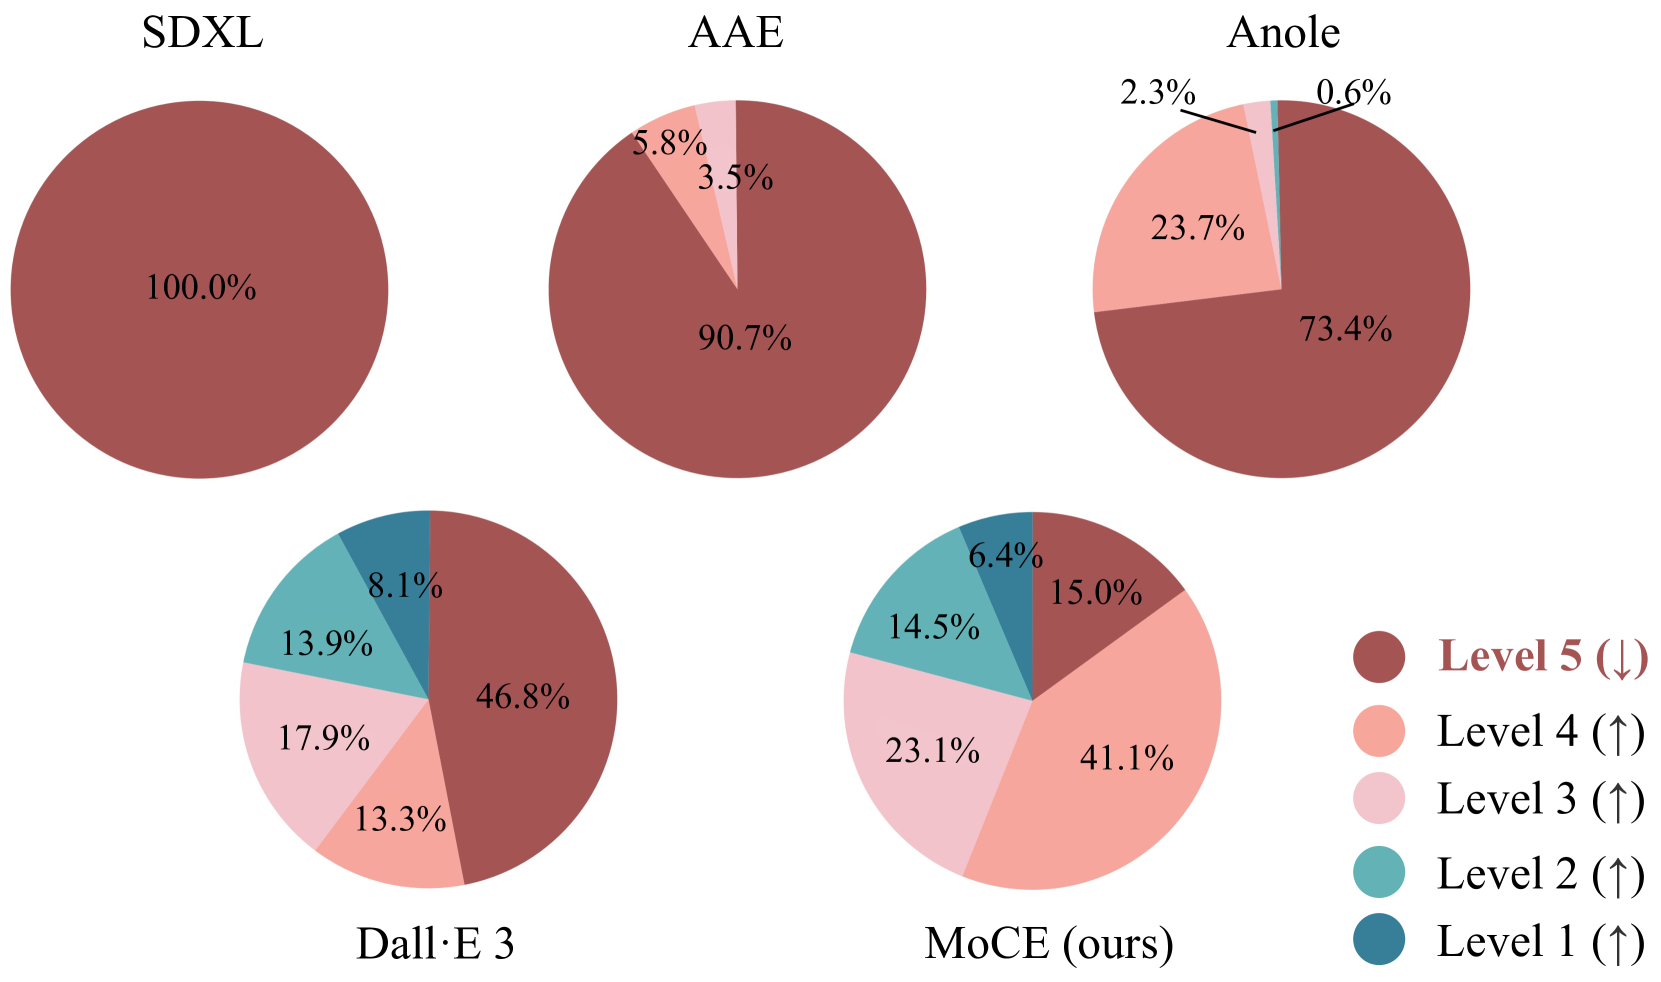 SDXL
AAE
Anole
100.0%
5.8%
3.5%
90.7%
2.3%
0.6%
23.7%
73.4%
8.1%
13.9%
46.8%
17.9%
13.3%
Dall·E 3
6.4%
15.0%
14.5%
23.1%
41.1%
MoCE (ours)
Level 5 (↓)
Level 4 (↑)
Level 3 (↑)
Level 2 (↑)
Level 1 (↑)